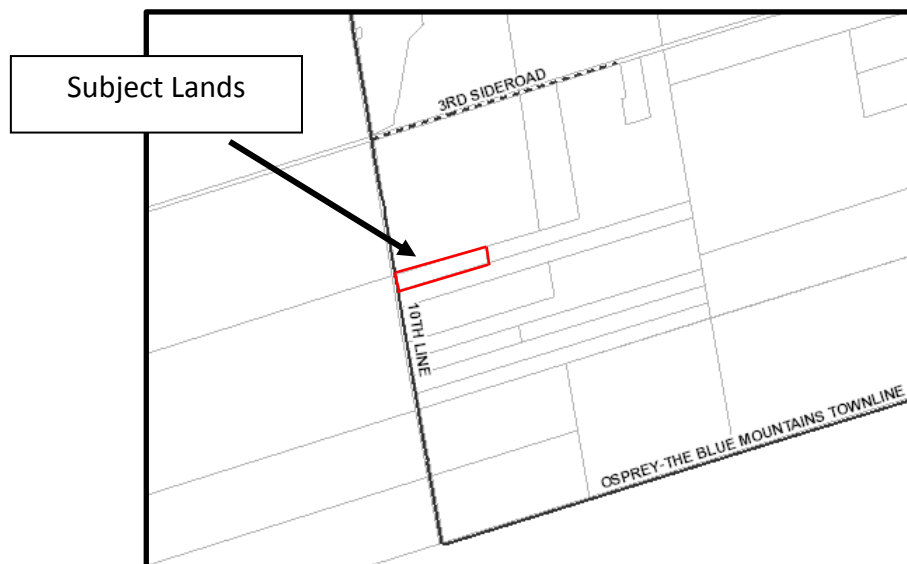 Subject Lands
3RD SIDEROAD
10TH LINE
OSPREY-THE BLUE MOUNTAINS TOWNLINE